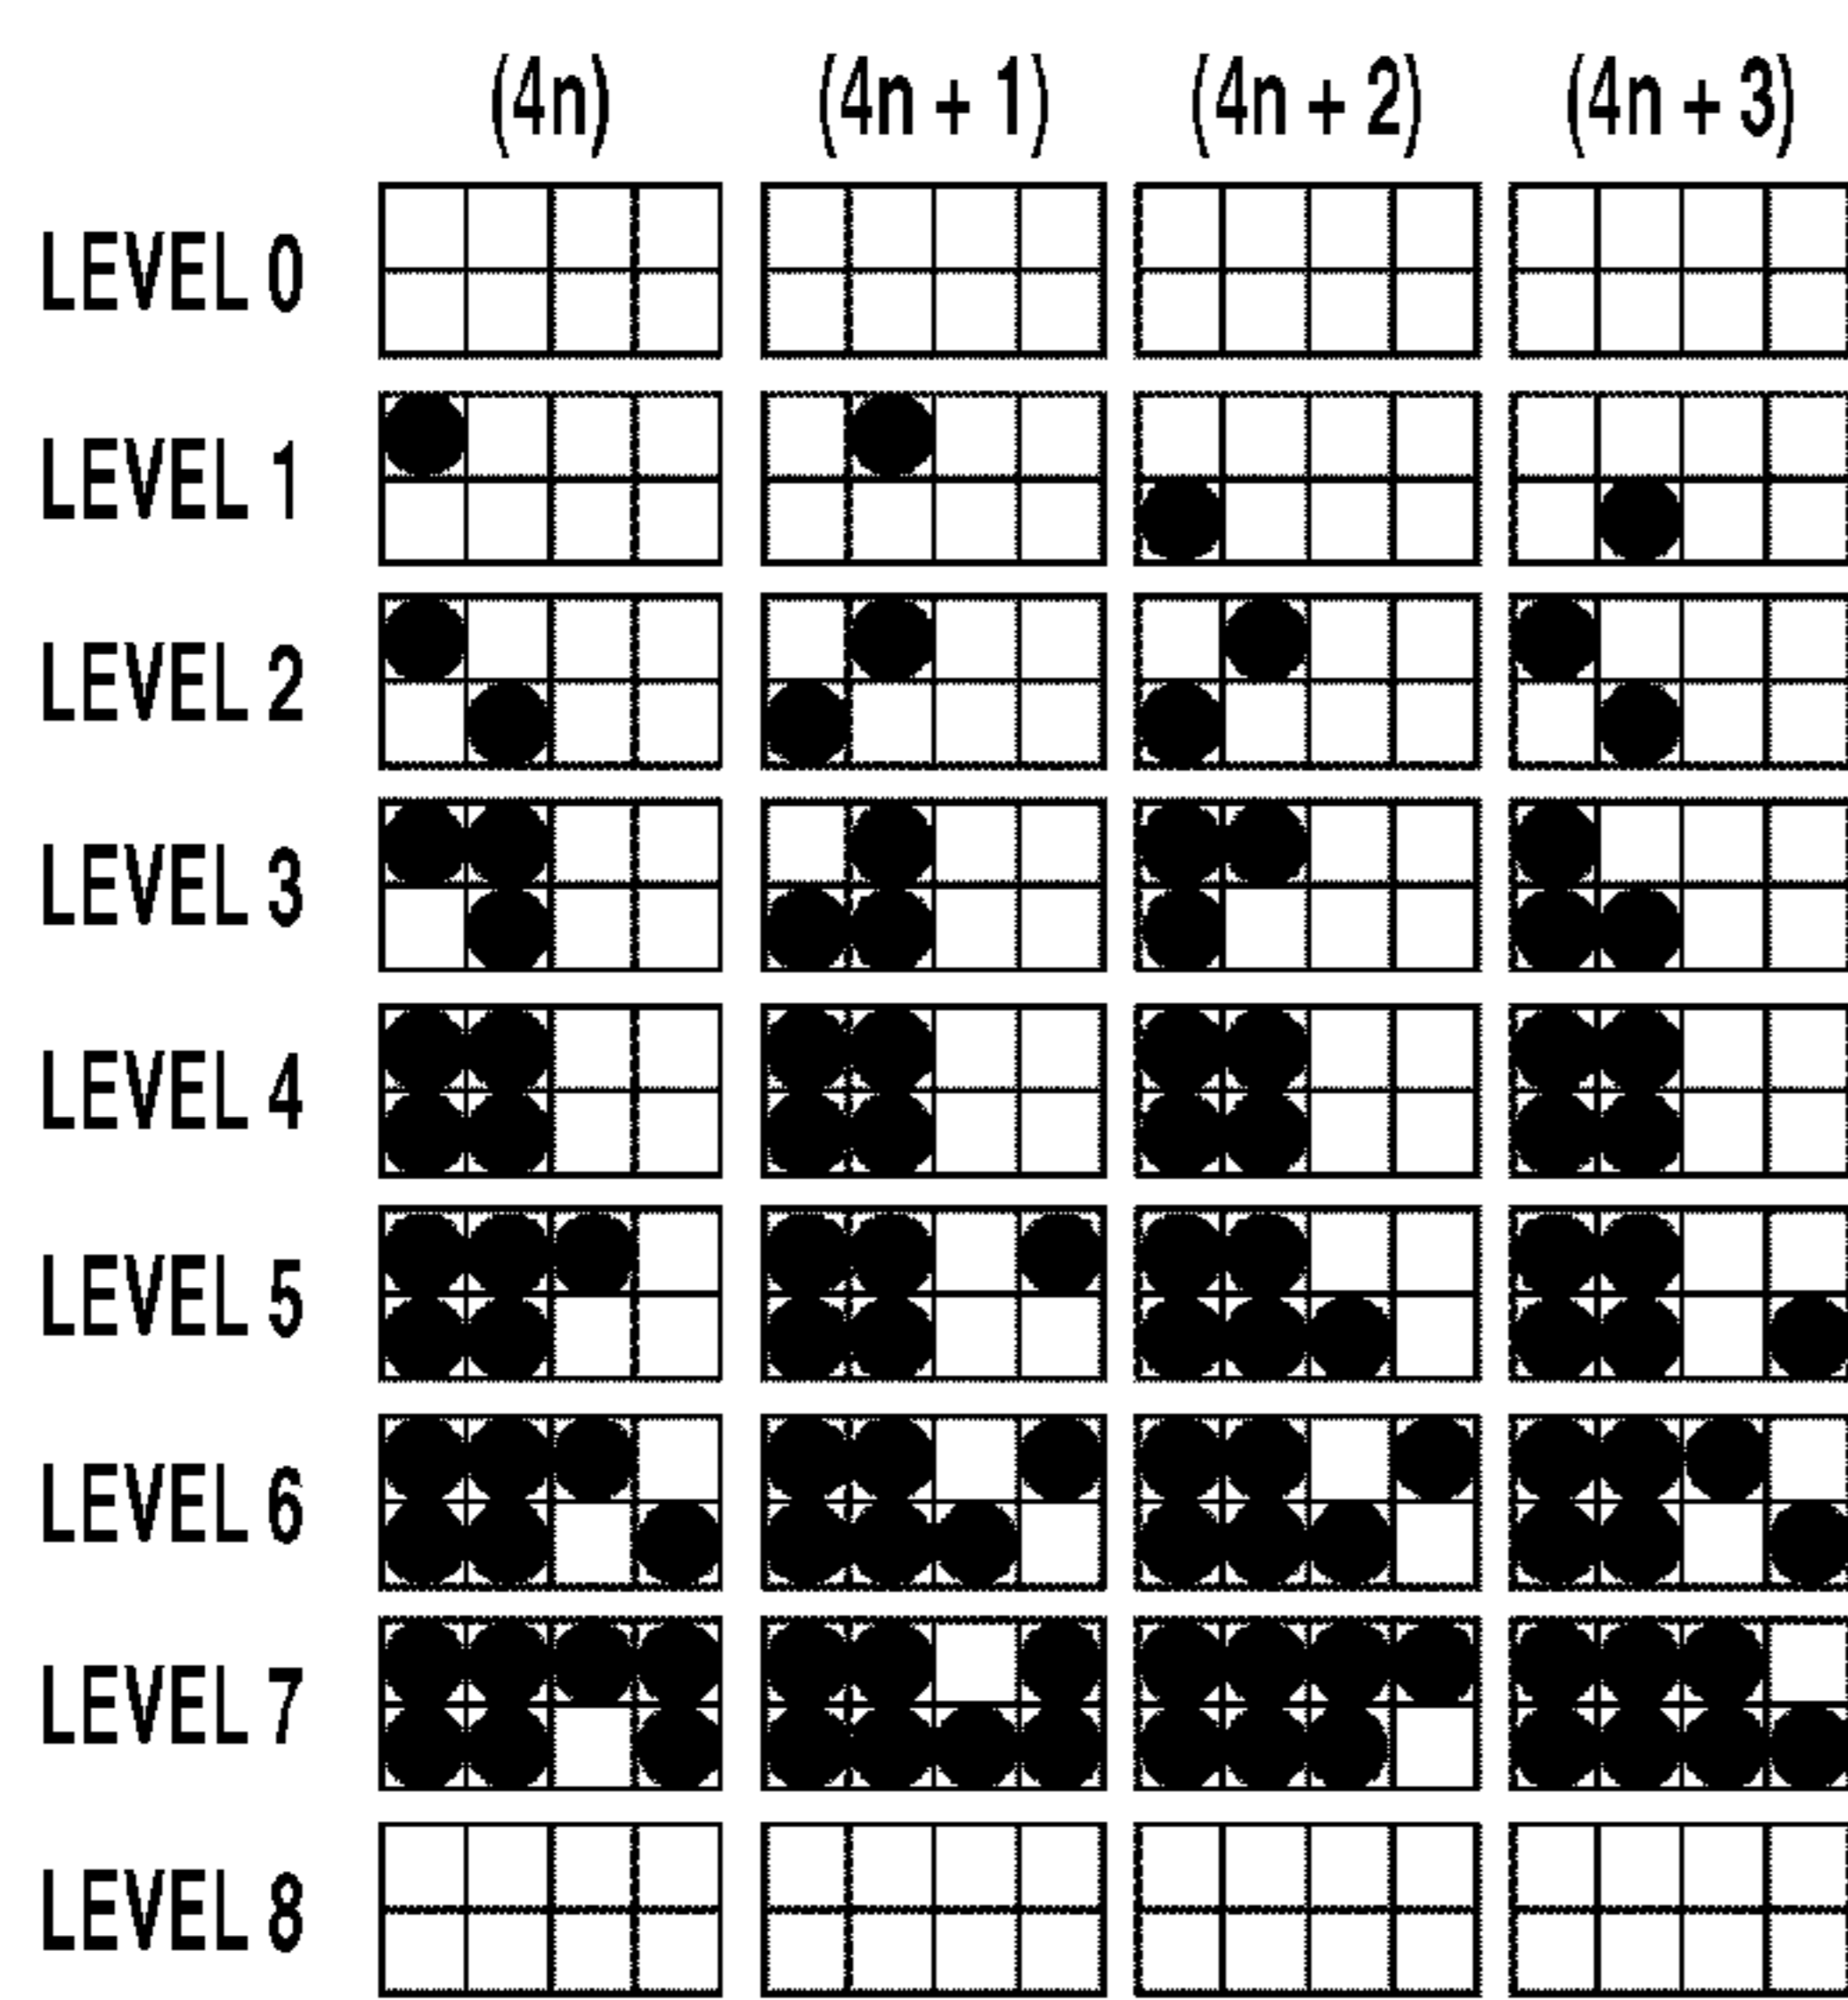 (4n) (4n + 1) (4n + 2) (4n + 3)
LEVEL 0
LEVEL 1
LEVEL 2
LEVEL 3
LEVEL 4
LEVEL 5
LEVEL 6
LEVEL 7
LEVEL 8